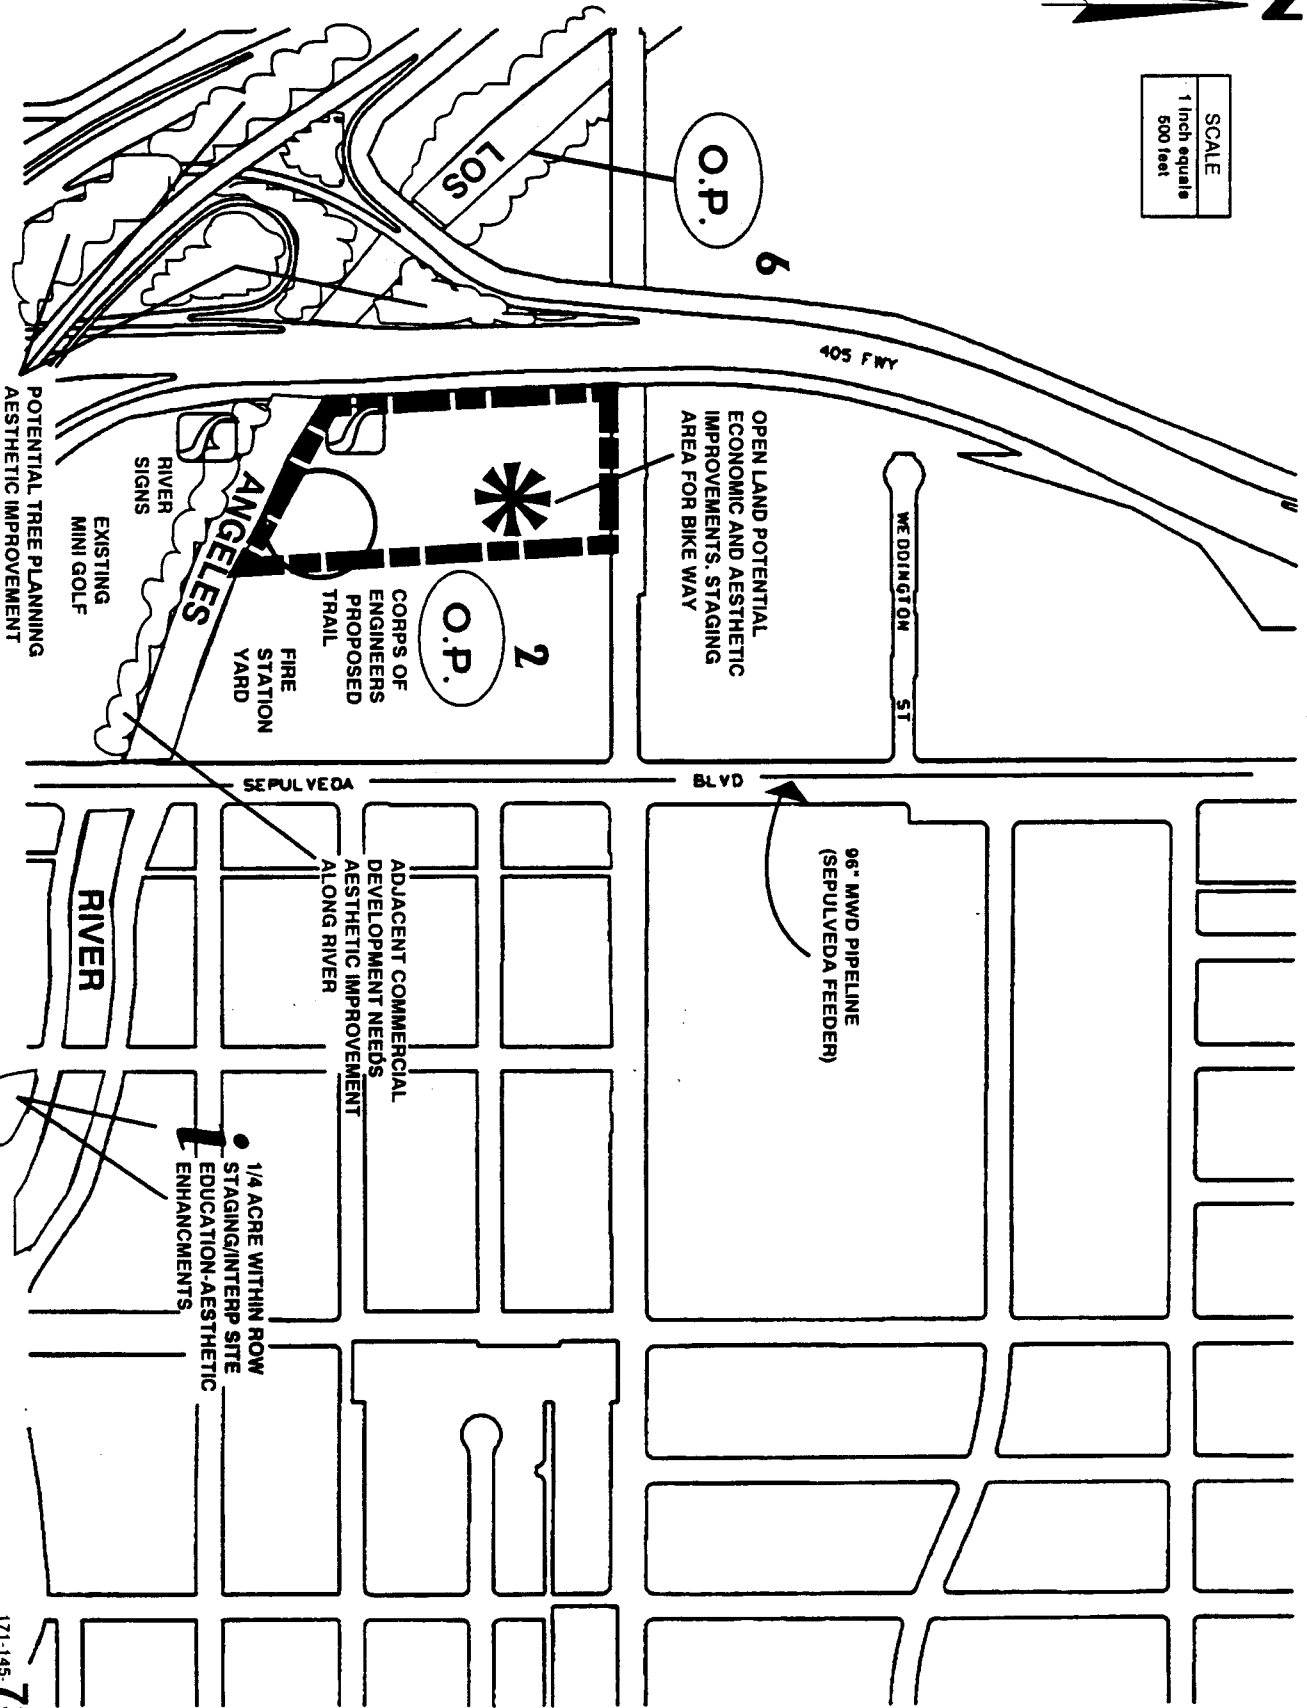 N
SCALE
1 inch equals
500 feet
O.P.
6
LOS
405 FWY
OPEN LAND POTENTIAL
ECONOMIC AND AESTHETIC
IMPROVEMENTS. STAGING
AREA FOR BIKE WAY
WEDDINGTON ST
POTENTIAL TREE PLANNING
AESTHETIC IMPROVEMENT
RIVER
SIGNS
EXISTING
MINI GOLF
ANGELES
CORPS OF
ENGINEERS
PROPOSED
TRAIL
O.P.
2
FIRE
STATION
YARD
SEPULVEDA BLVD
96" MWD PIPELINE
(SEPULVEDA FEEDER)
ADJACENT COMMERCIAL
DEVELOPMENT NEEDS
AESTHETIC IMPROVEMENT
ALONG RIVER
RIVER
1/4 ACRE WITHIN ROW
STAGING/INTERP SITE
EDUCATION-AESTHETIC
ENHANCMENTS
171-145-7